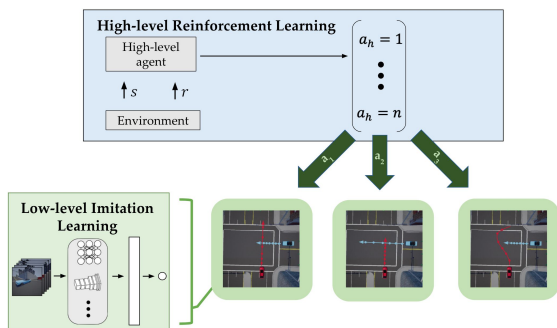 High-level Reinforcement Learning
High-level
agent
s
r
Environment
a_h = 1
a_h = n
a_1
a_2
a_3
Low-level Imitation
Learning